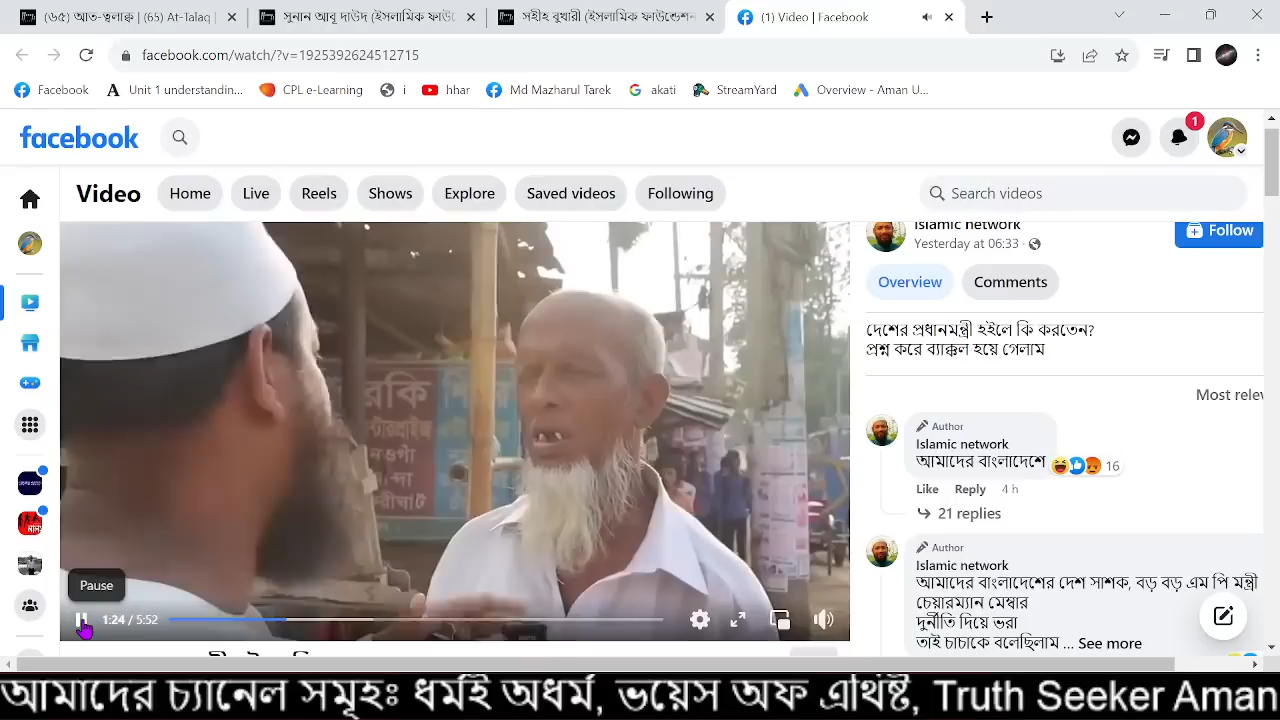 (৬৫) আত-ত্বলাক্ব | (65) At-Talaq |
সুনান আবু দাউদ (ইসলামিক ফাউ
সহীহ বুখারী (ইসলামিক ফাউন্ডেশন
(1) Video | Facebook
facebook.com/watch/?v=1925392624512715
Facebook
Unit 1 understandin...
CPL e-Learning
i
hhar
Md Mazharul Tarek
akati
StreamYard
Overview - Aman U...
facebook
1
Video
Home
Live
Reels
Shows
Explore
Saved videos
Following
Search videos
Islamic network
Yesterday at 06:33
Follow
Overview
Comments
দেশের প্রধানমন্ত্রী হইলে কি করতেন?
প্রশ্ন করে ব্যাক্কল হয়ে গেলাম
Most relev
Author
Islamic network
আমাদের বাংলাদেশে
16
Like Reply 4 h
21 replies
Author
Islamic network
আমাদের বাংলাদেশের দেশ সাশক, বড় বড় এম পি মন্ত্রী
চেয়ারম্যান মেম্বার
দুর্নীতি দিয়ে ভরা
তাই চাচাকে বলেছিলাম ... See more
রকি
নওগাঁ
Pause
1:24 / 5:52
আমাদের চ্যানেল সমূহঃ ধর্মই অধর্ম, ভয়েস অফ এথিষ্ট, Truth Seeker Aman